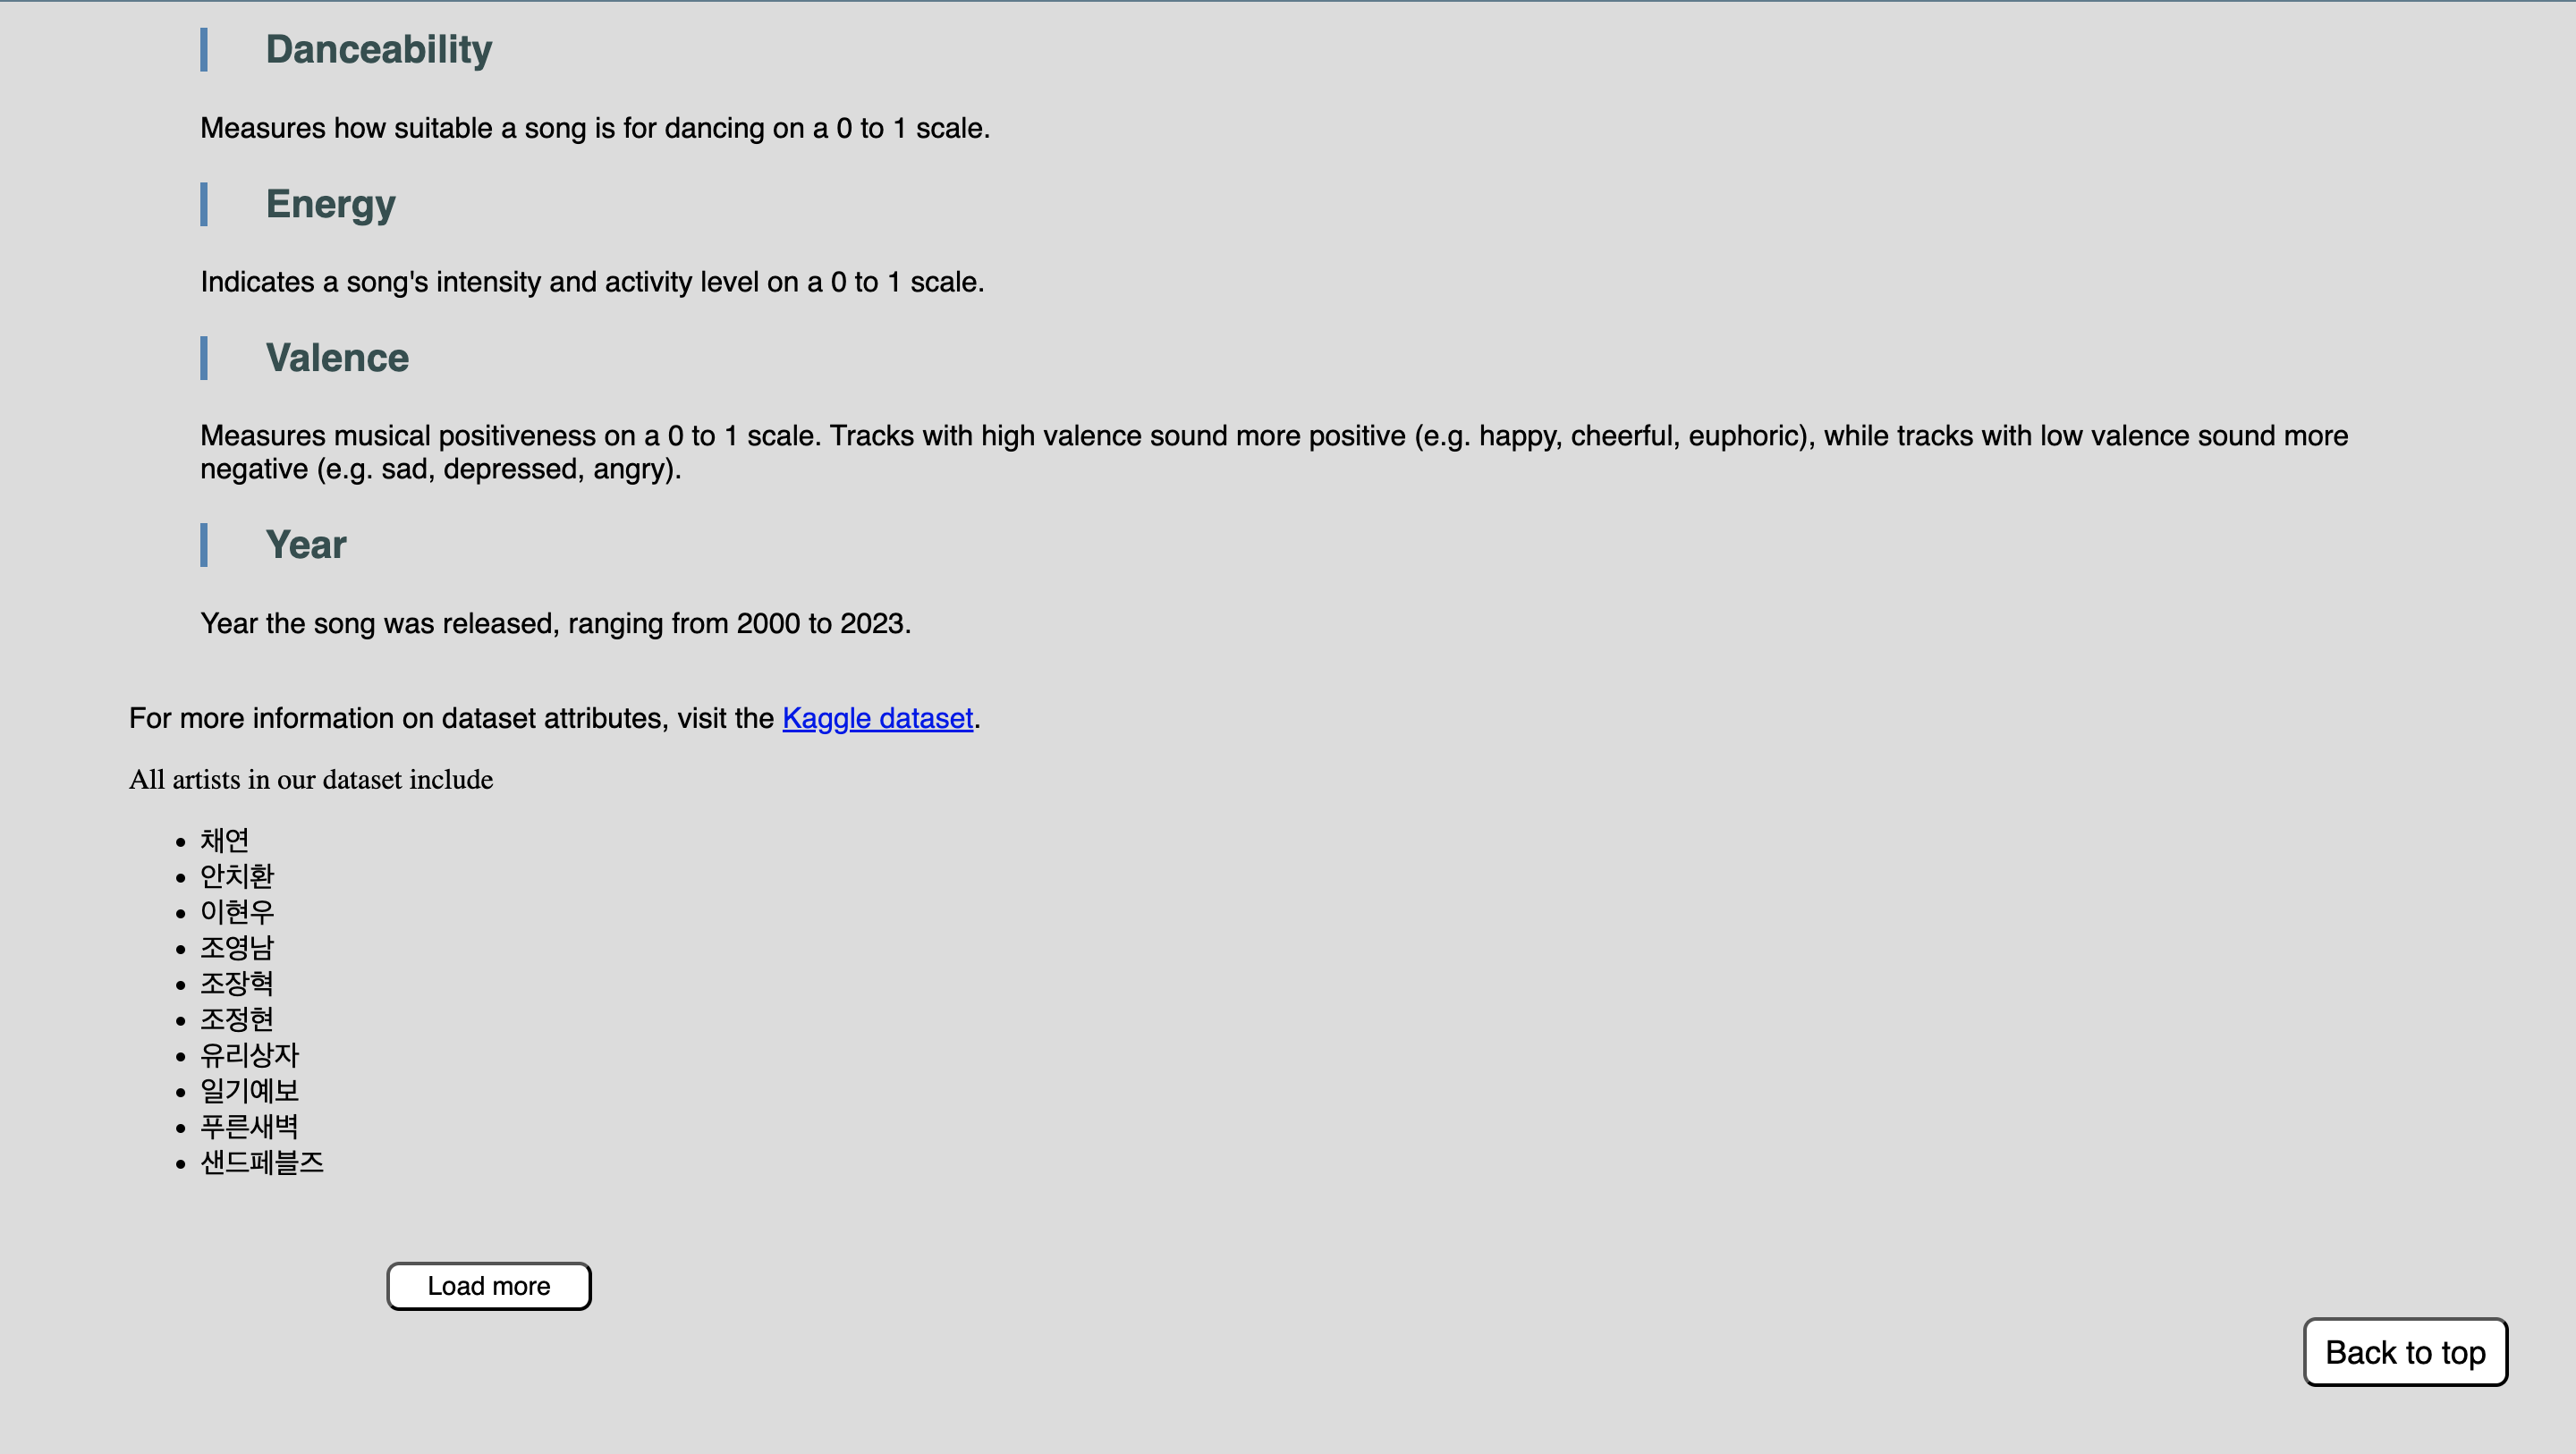 Danceability
Measures how suitable a song is for dancing on a 0 to 1 scale.
Energy
Indicates a song's intensity and activity level on a 0 to 1 scale.
Valence
Measures musical positiveness on a 0 to 1 scale. Tracks with high valence sound more positive (e.g. happy, cheerful, euphoric), while tracks with low valence sound more
negative (e.g. sad, depressed, angry).
Year
Year the song was released, ranging from 2000 to 2023.
For more information on dataset attributes, visit the Kaggle dataset.
All artists in our dataset include
• 채연
• 안치환
• 이현우
• 조영남
• 조장혁
• 조정현
• 유리상자
• 일기예보
• 푸른새벽
• 샌드페블즈
Load more
Back to top